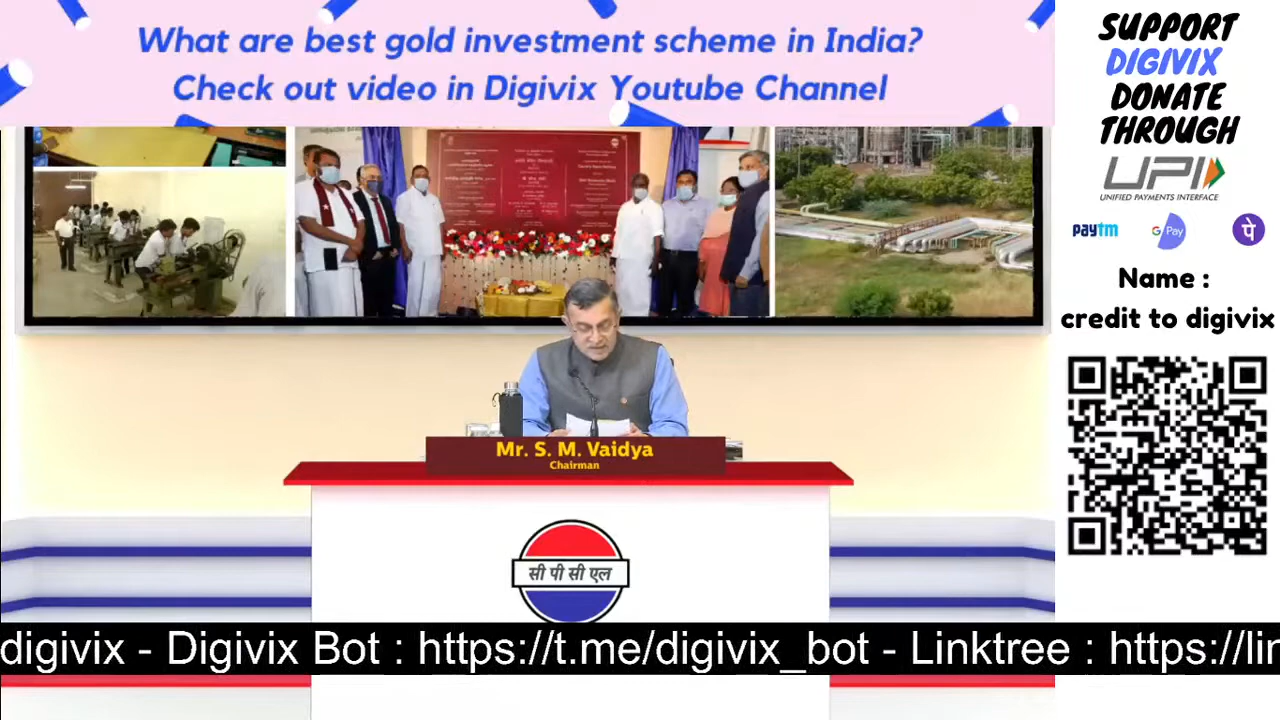 What are best gold investment scheme in India?
Check out video in Digivix Youtube Channel
SUPPORT
DIGIVIX
DONATE
THROUGH
UPI
UNIFIED PAYMENTS INTERFACE
paytm
G Pay
पे
Name :
credit to digivix
Mr. S. M. Vaidya
Chairman
सी पी सी एल
digivix - Digivix Bot : https://t.me/digivix_bot - Linktree : https://lin